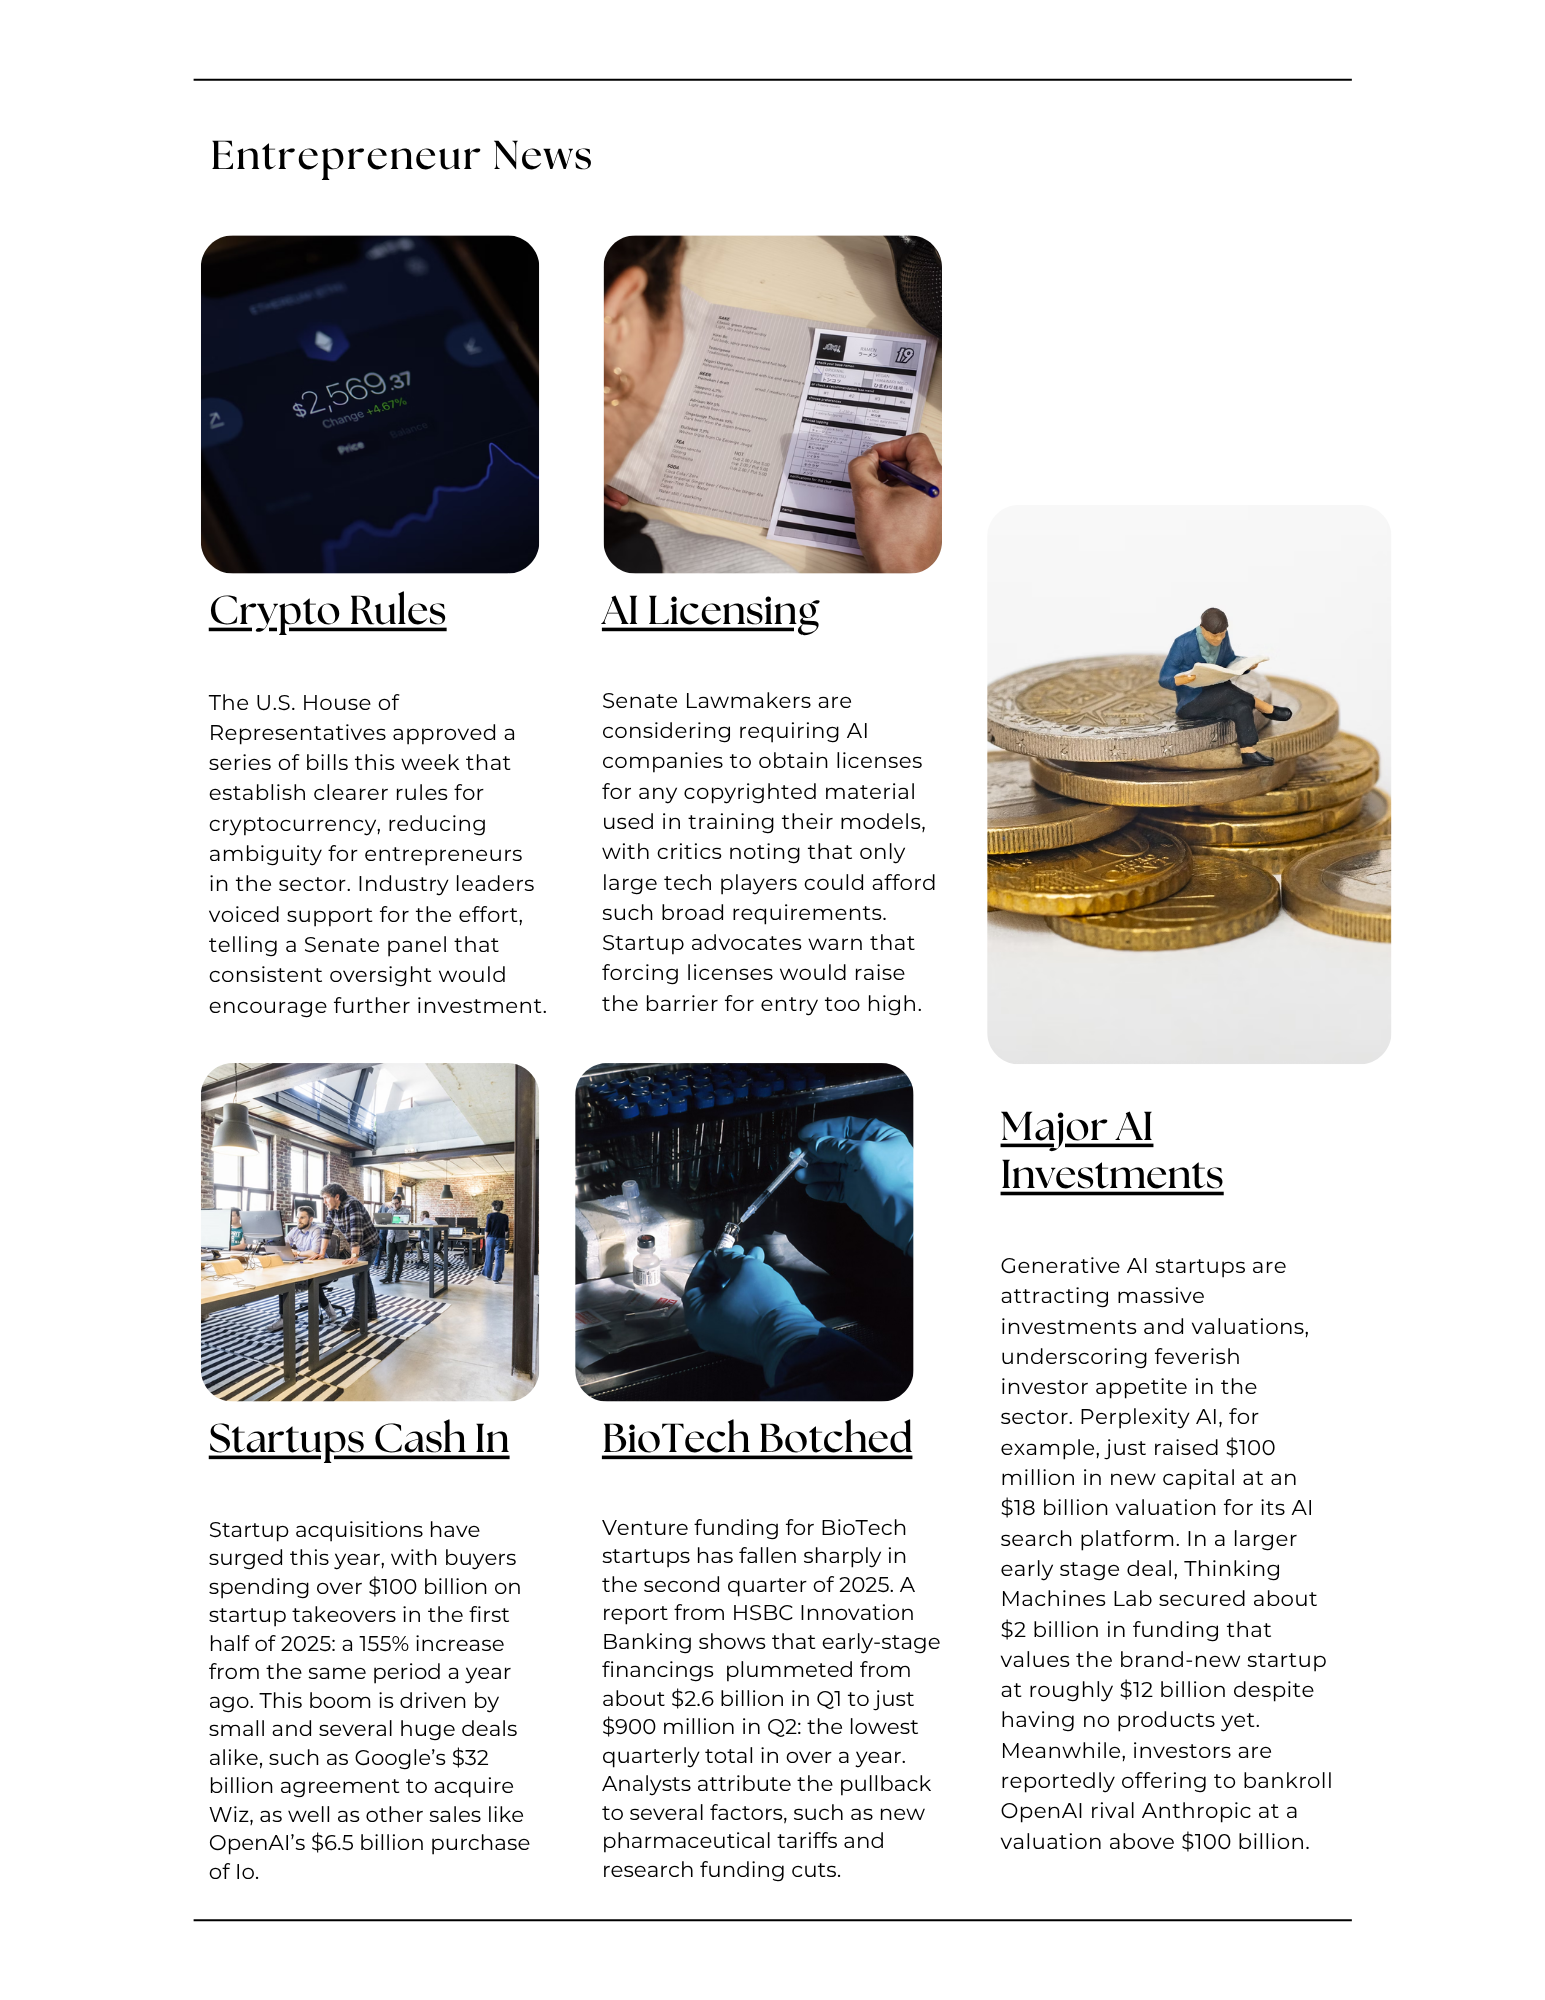 Entrepreneur News
ETHEREUM (ETH)
$2,569.37
Change +4.67%
Price
Balance
SAKE
BEER
TEA
SODA
RAMEN
ラーメン
19
Crypto Rules
The U.S. House of
Representatives approved a
series of bills this week that
establish clearer rules for
cryptocurrency, reducing
ambiguity for entrepreneurs
in the sector. Industry leaders
voiced support for the effort,
telling a Senate panel that
consistent oversight would
encourage further investment.
AI Licensing
Senate Lawmakers are
considering requiring AI
companies to obtain licenses
for any copyrighted material
used in training their models,
with critics noting that only
large tech players could afford
such broad requirements.
Startup advocates warn that
forcing licenses would raise
the barrier for entry too high.
Startups Cash In
Startup acquisitions have
surged this year, with buyers
spending over $100 billion on
startup takeovers in the first
half of 2025: a 155% increase
from the same period a year
ago. This boom is driven by
small and several huge deals
alike, such as Google’s $32
billion agreement to acquire
Wiz, as well as other sales like
OpenAI’s $6.5 billion purchase
of Io.
BioTech Botched
Venture funding for BioTech
startups has fallen sharply in
the second quarter of 2025. A
report from HSBC Innovation
Banking shows that early-stage
financings  plummeted from
about $2.6 billion in Q1 to just
$900 million in Q2: the lowest
quarterly total in over a year.
Analysts attribute the pullback
to several factors, such as new
pharmaceutical tariffs and
research funding cuts.
Major AI
Investments
Generative AI startups are
attracting massive
investments and valuations,
underscoring feverish
investor appetite in the
sector. Perplexity AI, for
example, just raised $100
million in new capital at an
$18 billion valuation for its AI
search platform. In a larger
early stage deal, Thinking
Machines Lab secured about
$2 billion in funding that
values the brand-new startup
at roughly $12 billion despite
having no products yet.
Meanwhile, investors are
reportedly offering to bankroll
OpenAI rival Anthropic at a
valuation above $100 billion.